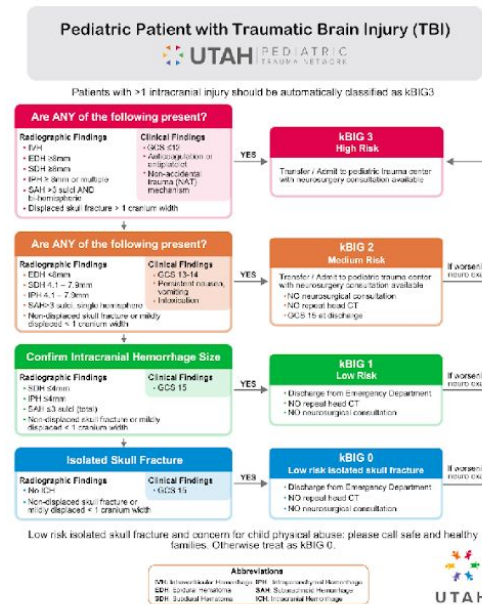 Pediatric Patient with Traumatic Brain Injury (TBI)
UTAH PEDIATRIC
TRAUMA NETWORK
Patients with >1 intracranial injury should be automatically classified as kBIG3
Are ANY of the following present?
Radiographic Findings
• IVH
• EDH ≥8mm
• SDH ≥8mm
• IPH ≥ 8mm or multiple
• SAH >3 sulci AND
bi-hemispheric
• Displaced skull fracture > 1 cranium width
Clinical Findings
• GCS ≤12
• Anticoagulation or
antiplatelet
• Non-accidental
trauma (NAT)
mechanism
YES
kBIG 3
High Risk
Transfer / Admit to pediatric trauma center
with neurosurgery consultation available
Are ANY of the following present?
Radiographic Findings
• EDH <8mm
• SDH 4.1 – 7.9mm
• IPH 4.1 – 7.9mm
• SAH>3 sulci, single hemisphere
• Non-displaced skull fracture or mildly
displaced < 1 cranium width
Clinical Findings
• GCS 13-14
• Persistent nausea,
vomiting
• Intoxication
YES
kBIG 2
Medium Risk
Transfer / Admit to pediatric trauma center
with neurosurgery consultation available
• NO neurosurgical consultation
• NO repeat head CT
• GCS 15 at discharge
If worseni
neuro exa
Confirm Intracranial Hemorrhage Size
Radiographic Findings
• SDH ≤4mm
• IPH ≤4mm
• SAH ≤3 sulci (total)
• Non-displaced skull fracture or mildly
displaced < 1 cranium width
Clinical Findings
• GCS 15
YES
kBIG 1
Low Risk
• Discharge from Emergency Department
• NO repeat head CT
• NO neurosurgical consultation
If worseni
neuro exa
Isolated Skull Fracture
Radiographic Findings
• No ICH
• Non-displaced skull fracture or
mildly displaced < 1 cranium width
Clinical Findings
• GCS 15
YES
kBIG 0
Low risk isolated skull fracture
• Discharge from Emergency Department
• NO repeat head CT
• NO neurosurgical consultation
If worseni
neuro exa
Low risk isolated skull fracture and concern for child physical abuse: please call safe and healthy
families. Otherwise treat as kBIG 0.
Abbreviations
IVH: Intraventricular Hemorrhage IPH: Intraparenchymal Hemorrhage
EDH: Epidural Hematoma SAH: Subarachnoid Hemorrhage
SDH: Subdural Hematoma ICH: Intracranial Hemorrhage
UTAH